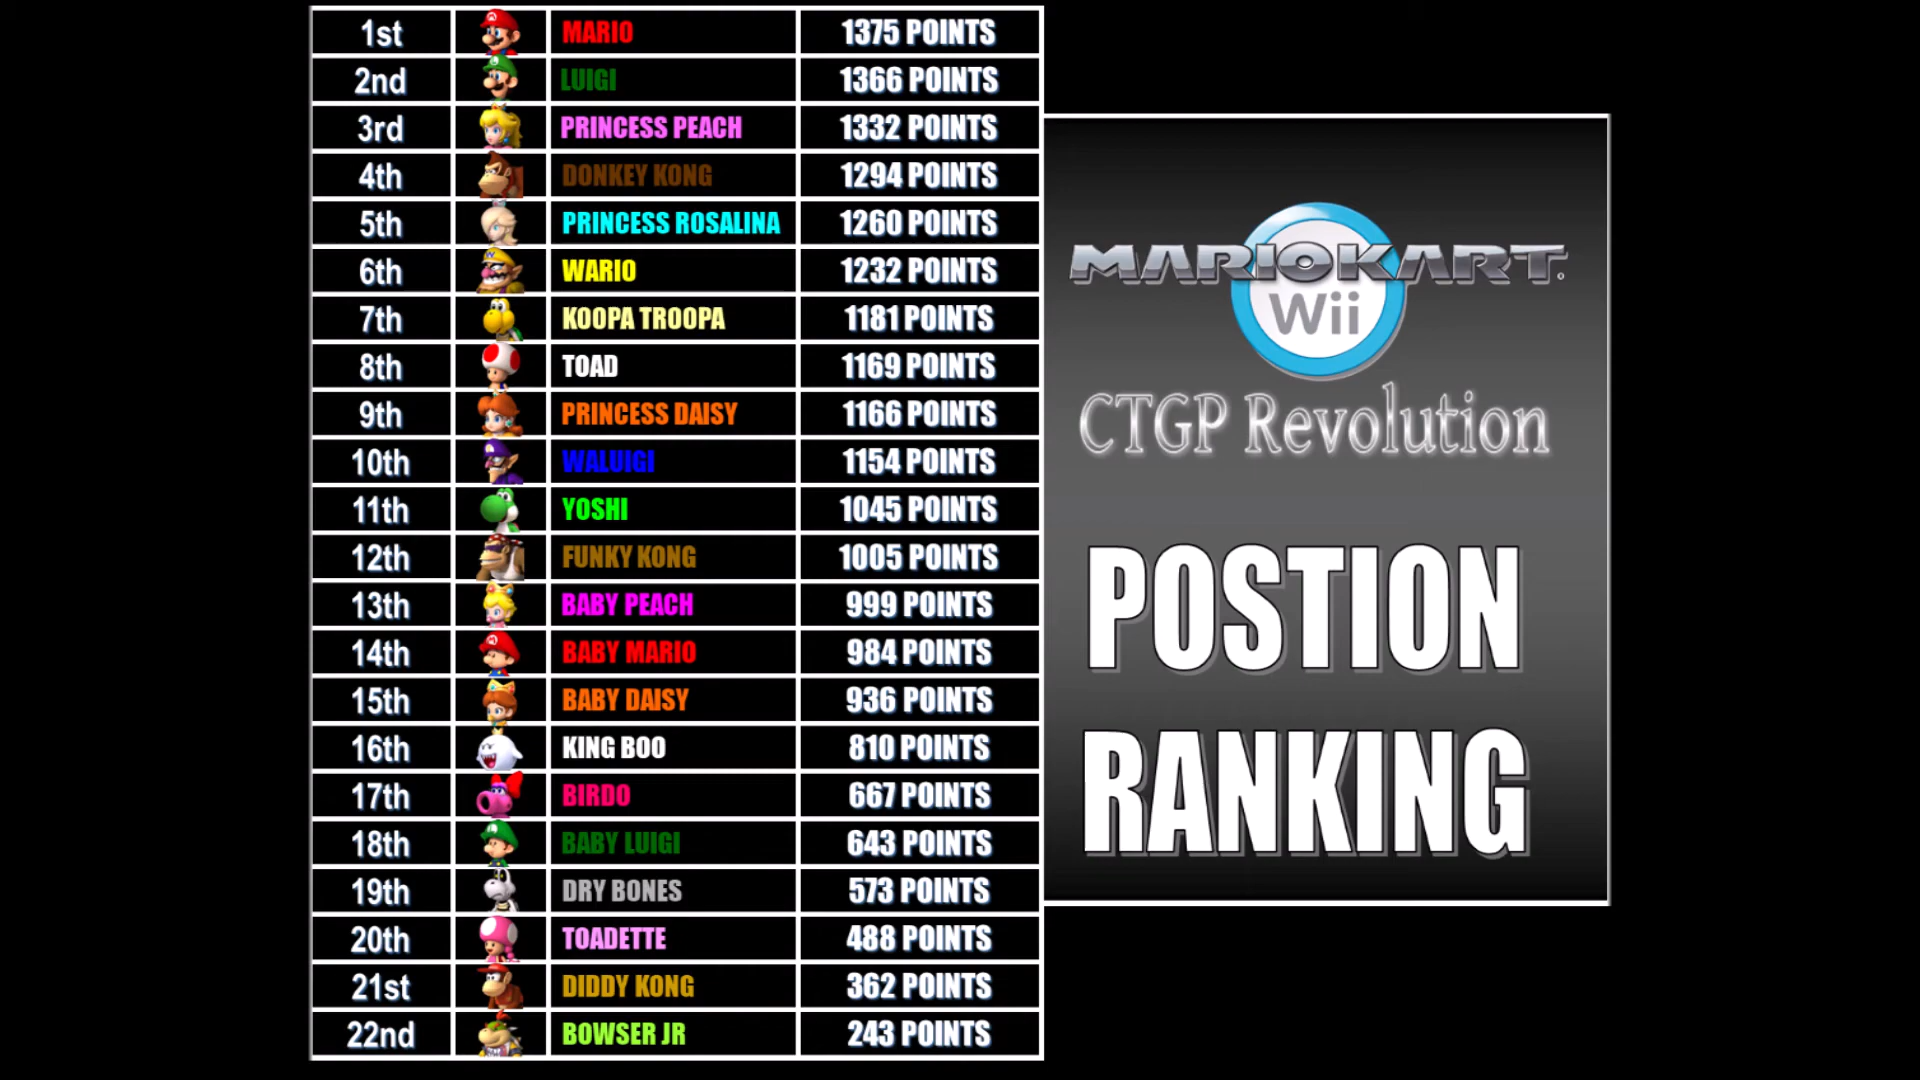 1st MARIO 1375 POINTS
2nd LUIGI 1366 POINTS
3rd PRINCESS PEACH 1332 POINTS
4th DONKEY KONG 1294 POINTS
5th PRINCESS ROSALINA 1260 POINTS
6th WARIO 1232 POINTS
7th KOOPA TROOPA 1181 POINTS
8th TOAD 1169 POINTS
9th PRINCESS DAISY 1166 POINTS
10th WALUIGI 1154 POINTS
11th YOSHI 1045 POINTS
12th FUNKY KONG 1005 POINTS
13th BABY PEACH 999 POINTS
14th BABY MARIO 984 POINTS
15th BABY DAISY 936 POINTS
16th KING BOO 810 POINTS
17th BIRDO 667 POINTS
18th BABY LUIGI 643 POINTS
19th DRY BONES 573 POINTS
20th TOADETTE 488 POINTS
21st DIDDY KONG 362 POINTS
22nd BOWSER JR 243 POINTS
MARIOKART
Wii
CTGP Revolution
POSTION
RANKING